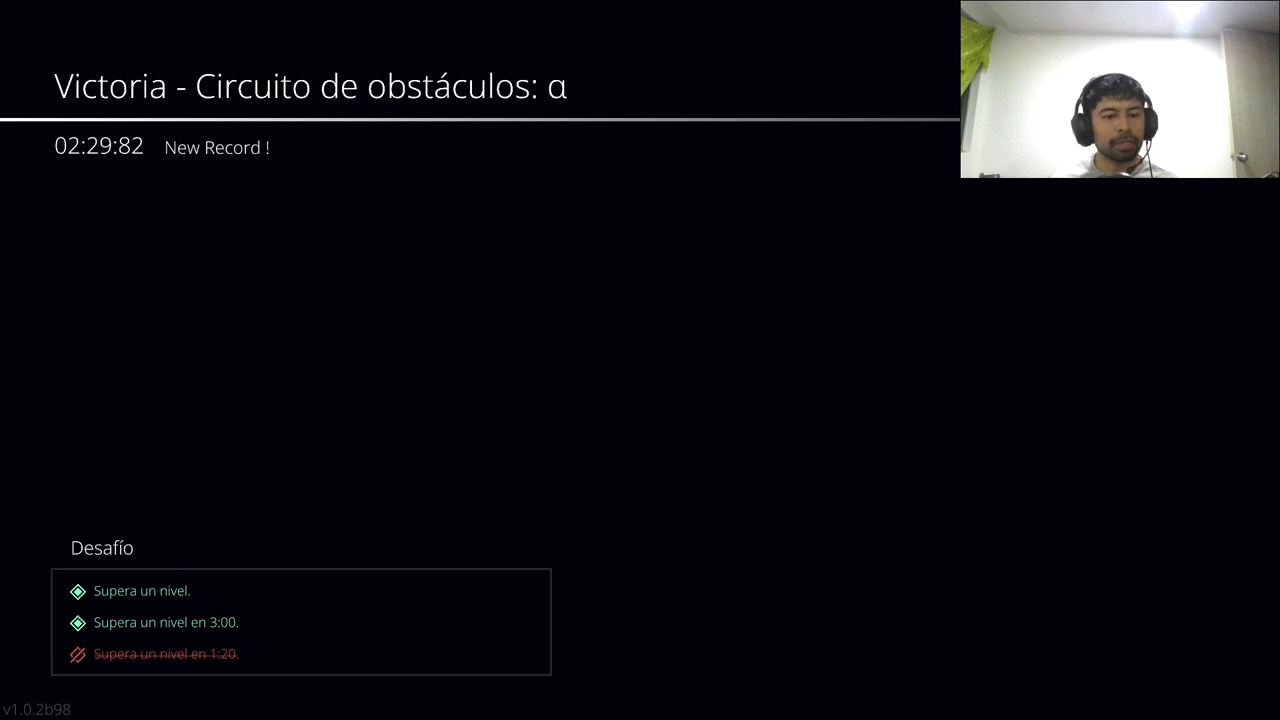 Victoria - Circuito de obstáculos: α
02:29:82 New Record !
Desafío
Supera un nivel.
Supera un nivel en 3:00.
Supera un nivel en 1:20.
v1.0.2b98